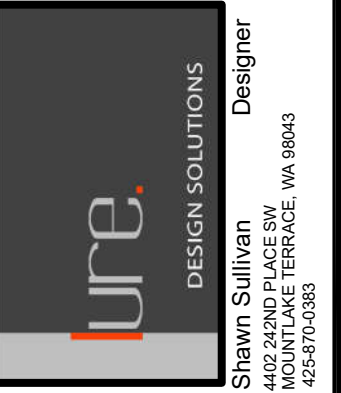 lure.
DESIGN SOLUTIONS
Shawn Sullivan Designer
4402 242ND PLACE SW
MOUNTLAKE TERRACE, WA 98043
425-870-0383